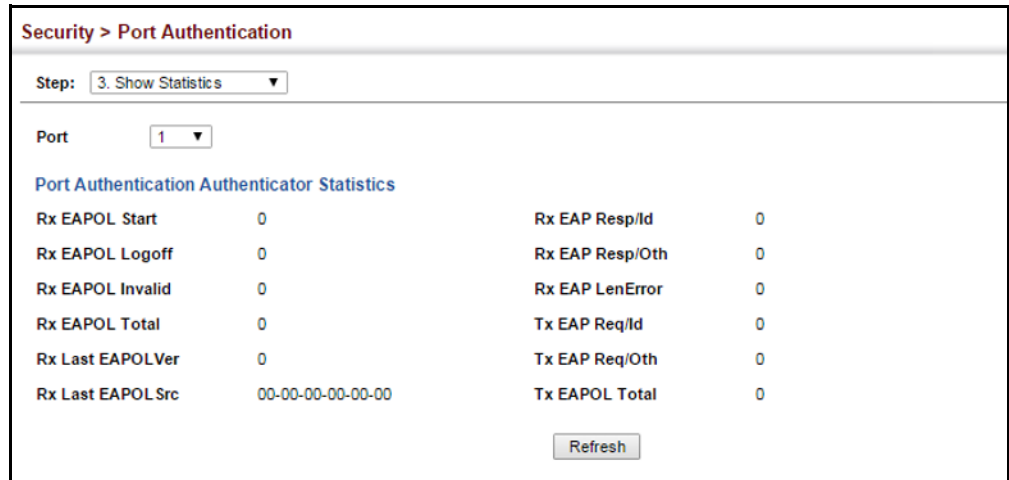 Security > Port Authentication
Step: 3. Show Statistics
Port 1
Port Authentication Authenticator Statistics
Rx EAPOL Start 0 Rx EAP Resp/Id 0
Rx EAPOL Logoff 0 Rx EAP Resp/Oth 0
Rx EAPOL Invalid 0 Rx EAP LenError 0
Rx EAPOL Total 0 Tx EAP Req/Id 0
Rx Last EAPOLVer 0 Tx EAP Req/Oth 0
Rx Last EAPOLSrc 00-00-00-00-00-00 Tx EAPOL Total 0
Refresh